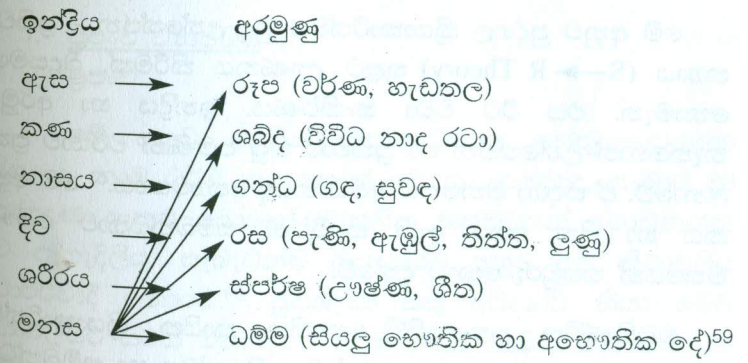 ඉන්ද්‍රිය අරමුණු
ඇස රූප (වර්ණ, හැඩතල)
කණ ශබ්ද (විවිධ නාද රටා)
නාසය ගන්ධ (ගඳ, සුවඳ)
දිව රස (පැණි, ඇඹුල්, තිත්ත, ලුණු)
ශරීරය ස්පර්ෂ (ඌෂ්ණ, ශීත)
මනස ධම්ම (සියලු භෞතික හා අභෞතික දේ)59